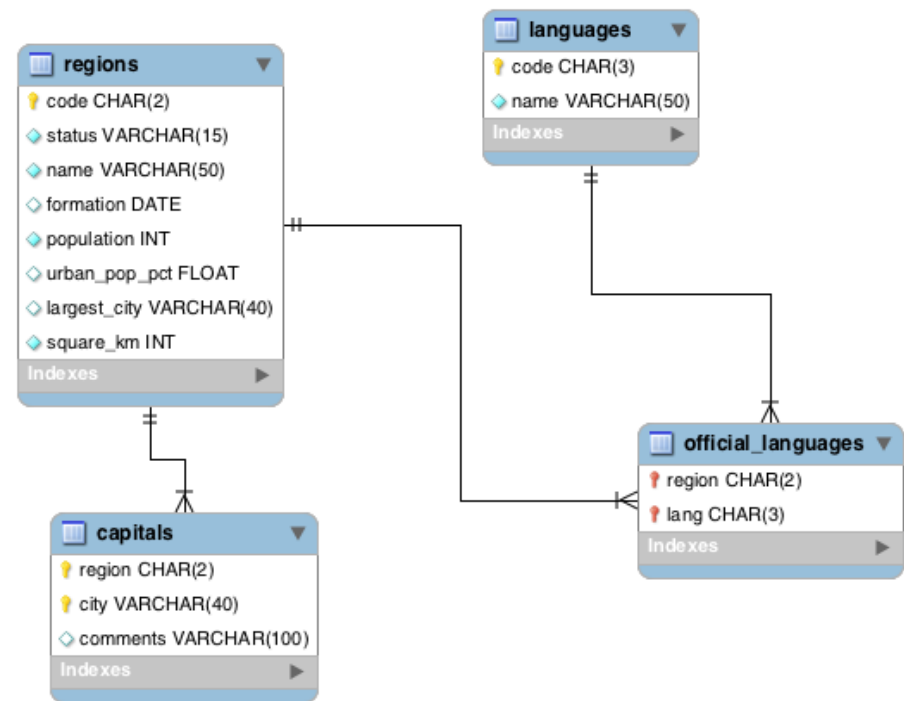 regions
code CHAR(2)
status VARCHAR(15)
name VARCHAR(50)
formation DATE
population INT
urban_pop_pct FLOAT
largest_city VARCHAR(40)
square_km INT
Indexes
languages
code CHAR(3)
name VARCHAR(50)
Indexes
capitals
region CHAR(2)
city VARCHAR(40)
comments VARCHAR(100)
Indexes
official_languages
region CHAR(2)
lang CHAR(3)
Indexes